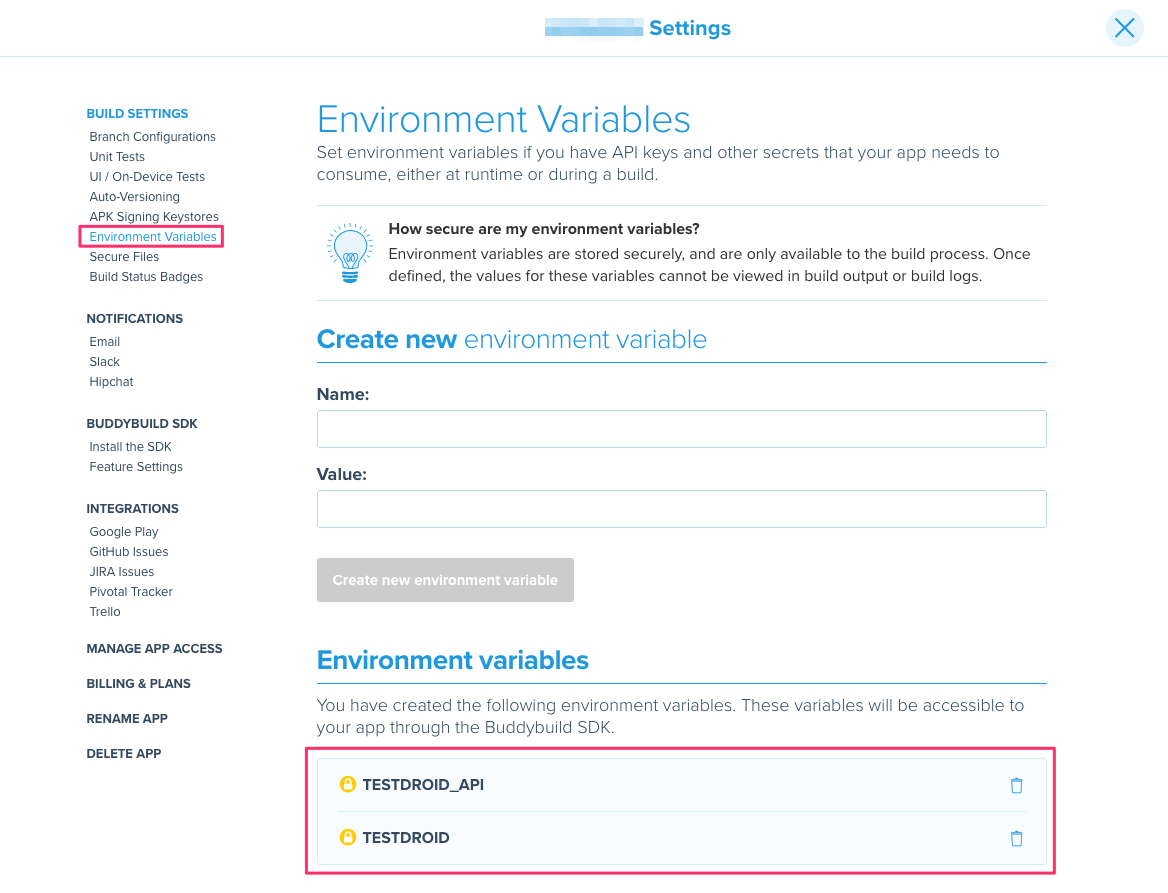 Settings
BUILD SETTINGS
Branch Configurations
Unit Tests
UI / On-Device Tests
Auto-Versioning
APK Signing Keystores
Environment Variables
Secure Files
Build Status Badges
NOTIFICATIONS
Email
Slack
Hipchat
BUDDYBUILD SDK
Install the SDK
Feature Settings
INTEGRATIONS
Google Play
GitHub Issues
JIRA Issues
Pivotal Tracker
Trello
MANAGE APP ACCESS
BILLING & PLANS
RENAME APP
DELETE APP
Environment Variables
Set environment variables if you have API keys and other secrets that your app needs to
consume, either at runtime or during a build.
How secure are my environment variables?
Environment variables are stored securely, and are only available to the build process. Once
defined, the values for these variables cannot be viewed in build output or build logs.
Create new environment variable
Name:
Value:
Create new environment variable
Environment variables
You have created the following environment variables. These variables will be accessible to
your app through the Buddybuild SDK.
TESTDROID_API
TESTDROID